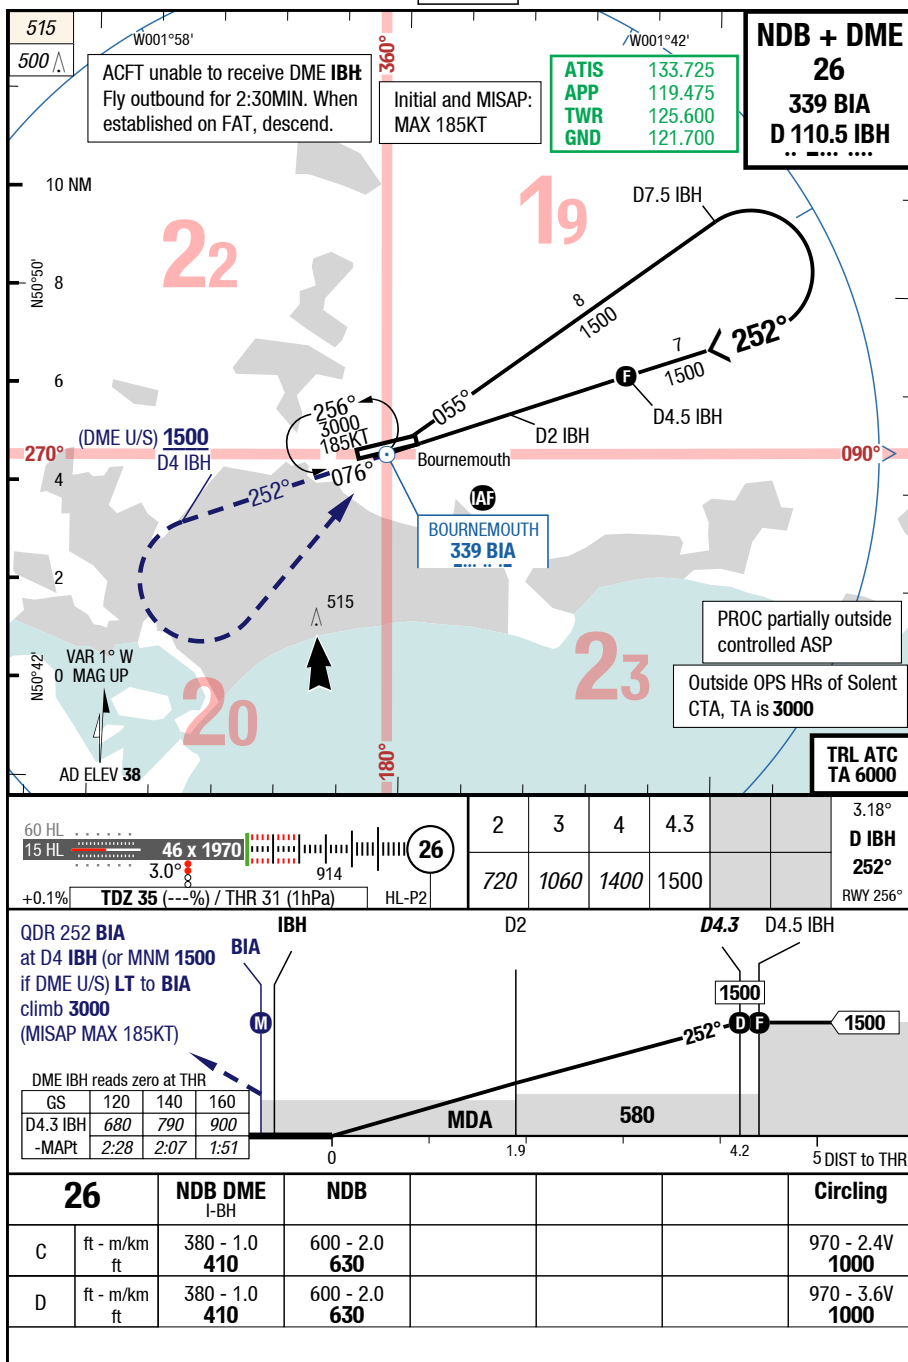 515
500
W001°58'
360°
W001°42'
ACFT unable to receive DME IBH:
Fly outbound for 2:30MIN. When
established on FAT, descend.
Initial and MISAP:
MAX 185KT
ATIS 133.725
APP 119.475
TWR 125.600
GND 121.700
NDB + DME
26
339 BIA
D 110.5 IBH
10 NM
22
19
D7.5 IBH
N50°50'
8
8
1500
252°
7
1500
6
F
D4.5 IBH
055°
256°
3000
185KT
D2 IBH
(DME U/S) 1500
D4 IBH
270°
090°
Bournemouth
076°
4
252°
IAF
BOURNEMOUTH
339 BIA
2
515
PROC partially outside
controlled ASP
N50°42'
VAR 1° W
0 MAG UP
20
23
Outside OPS HRs of Solent
CTA, TA is 3000
180°
AD ELEV 38
TRL ATC
TA 6000
60 HL
15 HL
46 x 1970
26
3.0°
914
+0.1%
TDZ 35 (---%) / THR 31 (1hPa)
HL-P2
2 3 4 4.3
720 1060 1400 1500
3.18°
D IBH
252°
RWY 256°
QDR 252 BIA
at D4 IBH (or MNM 1500
if DME U/S) LT to BIA
climb 3000
(MISAP MAX 185KT)
BIA
IBH
D2
D4.3
D4.5 IBH
1500
M
252°
D
F
1500
DME IBH reads zero at THR
GS 120 140 160
D4.3 IBH 680 790 900
-MAPt 2:28 2:07 1:51
MDA
580
0
1.9
4.2
5 DIST to THR
26 NDB DME NDB Circling
I-BH
C ft - m/km 380 - 1.0 600 - 2.0 970 - 2.4V
ft 410 630 1000
D ft - m/km 380 - 1.0 600 - 2.0 970 - 3.6V
ft 410 630 1000